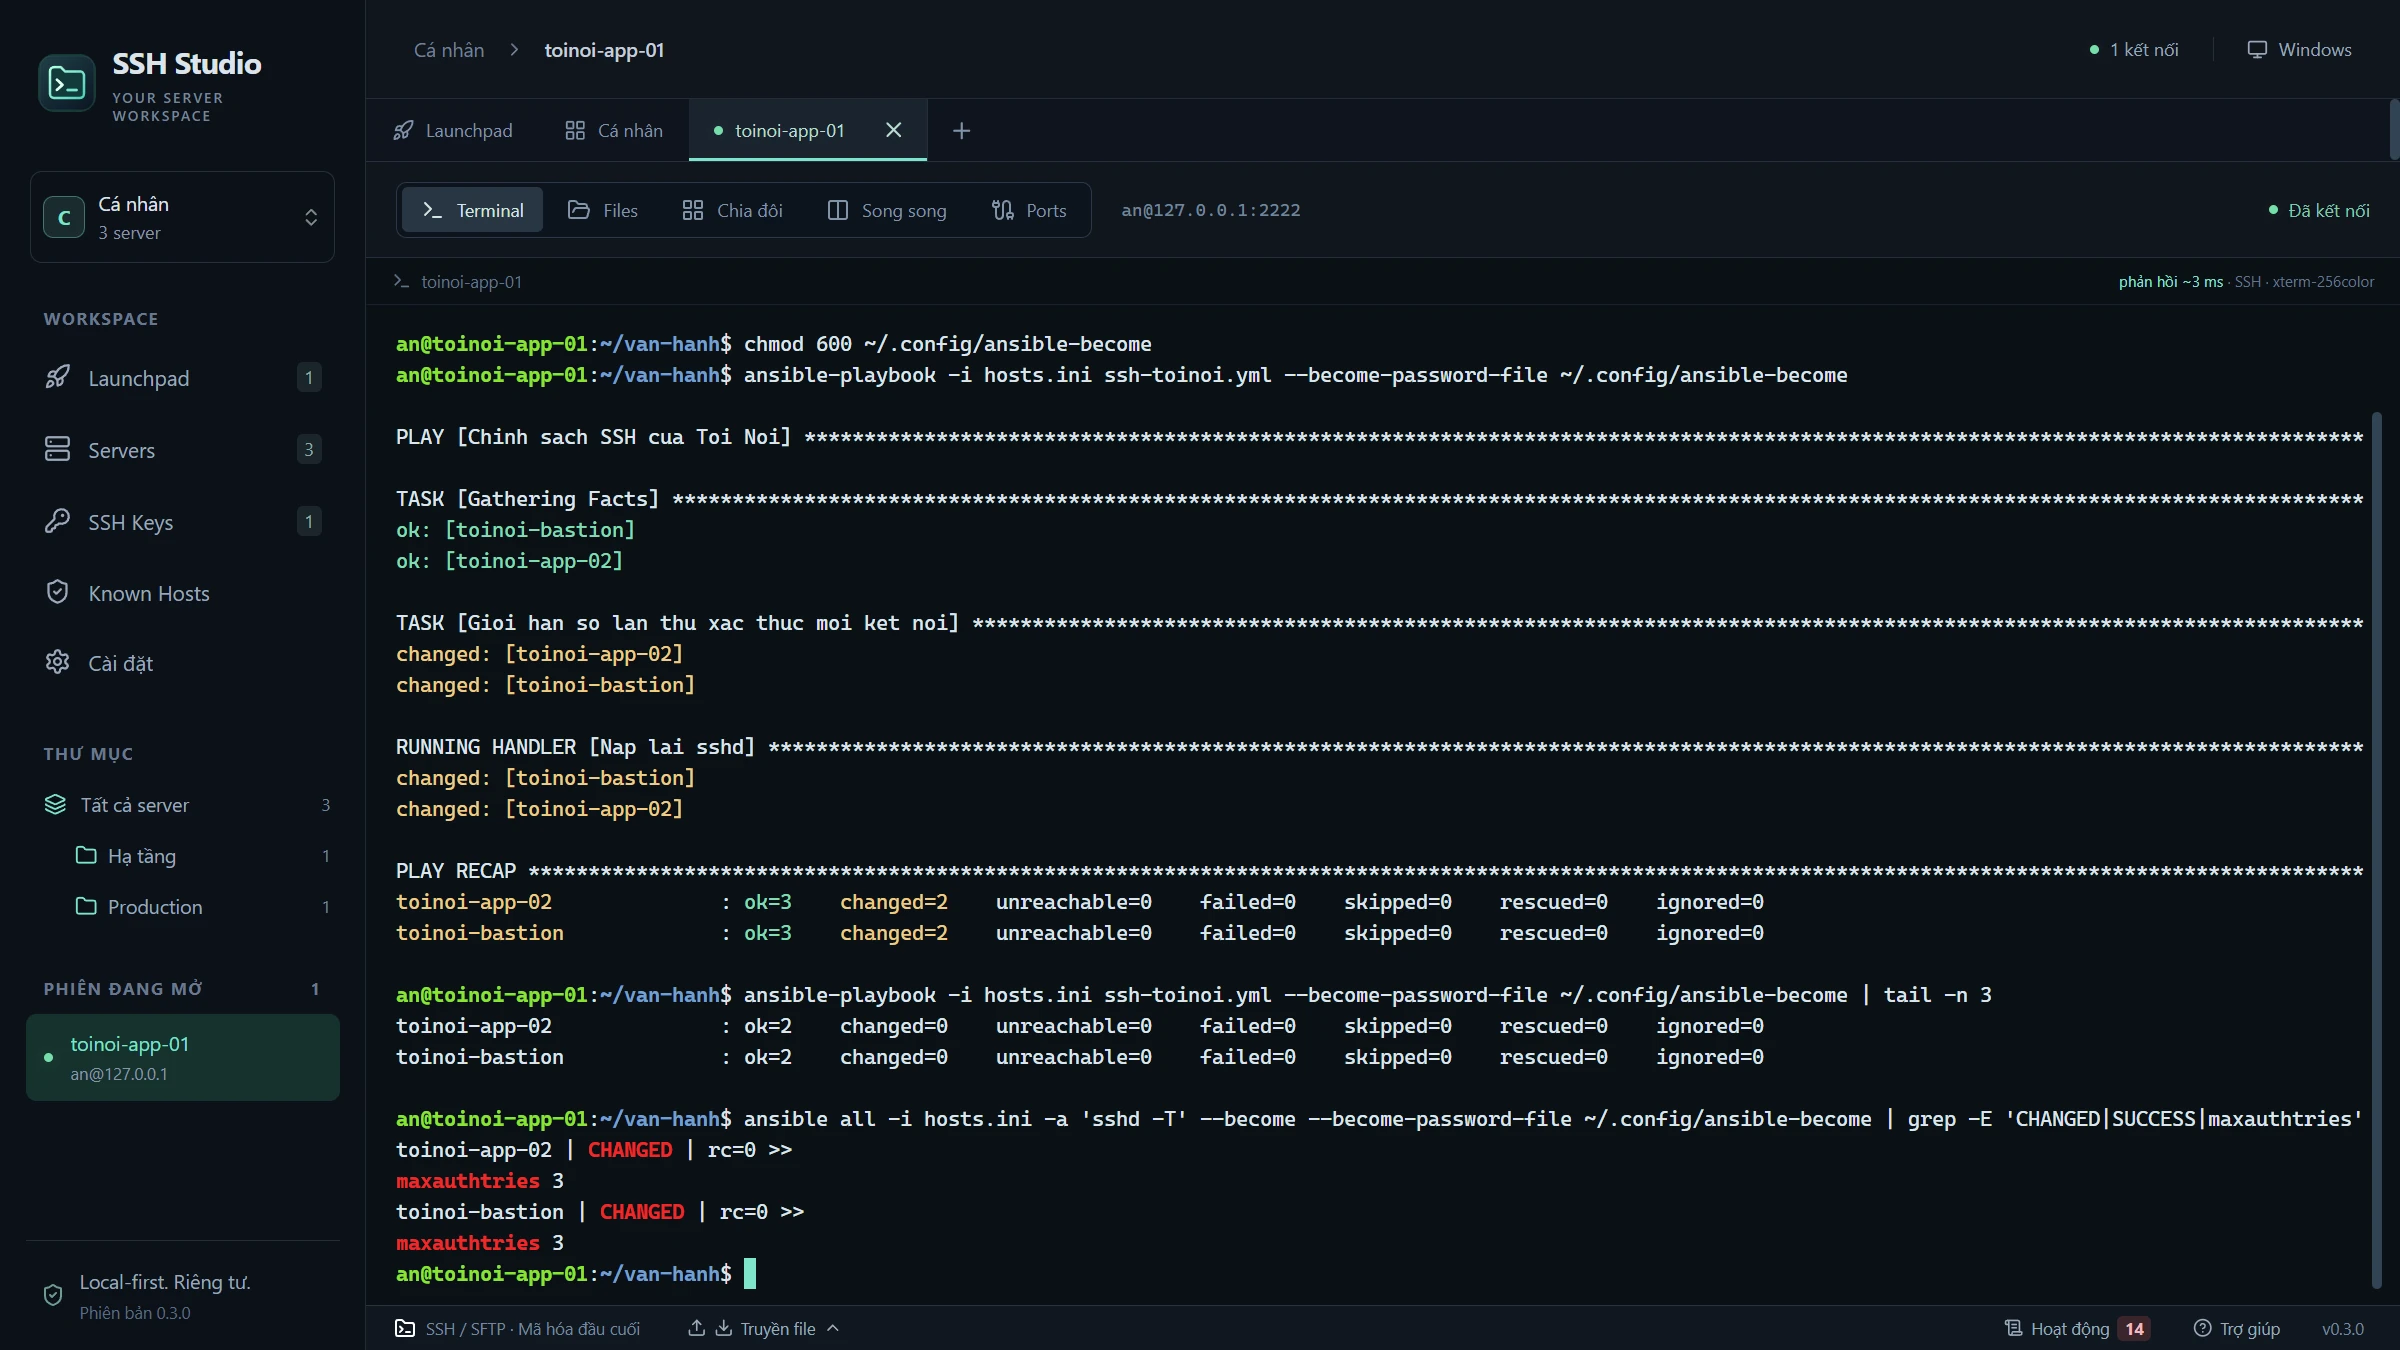 SSH Studio
YOUR SERVER
WORKSPACE
C
Cá nhân
3 server
WORKSPACE
Launchpad 1
Servers 3
SSH Keys 1
Known Hosts
Cài đặt
THƯ MỤC
Tất cả server 3
Hạ tầng 1
Production 1
PHIÊN ĐANG MỞ 1
toinoi-app-01
an@127.0.0.1
Local-first. Riêng tư.
Phiên bản 0.3.0
Cá nhân > toinoi-app-01
1 kết nối
Windows
Launchpad
Cá nhân
toinoi-app-01
Terminal
Files
Chia đôi
Song song
Ports
an@127.0.0.1:2222
Đã kết nối
toinoi-app-01
phản hồi ~3 ms · SSH · xterm-256color
an@toinoi-app-01:~/van-hanh$ chmod 600 ~/.config/ansible-become
an@toinoi-app-01:~/van-hanh$ ansible-playbook -i hosts.ini ssh-toinoi.yml --become-password-file ~/.config/ansible-become
PLAY [Chinh sach SSH cua Toi Noi] **********************************************************************************************************************************
TASK [Gathering Facts] *********************************************************************************************************************************************
ok: [toinoi-bastion]
ok: [toinoi-app-02]
TASK [Gioi han so lan thu xac thuc moi ket noi] ********************************************************************************************************************
changed: [toinoi-app-02]
changed: [toinoi-bastion]
RUNNING HANDLER [Nap lai sshd] *************************************************************************************************************************************
changed: [toinoi-bastion]
changed: [toinoi-app-02]
PLAY RECAP *********************************************************************************************************************************************************
toinoi-app-02 : ok=3 changed=2 unreachable=0 failed=0 skipped=0 rescued=0 ignored=0
toinoi-bastion : ok=3 changed=2 unreachable=0 failed=0 skipped=0 rescued=0 ignored=0
an@toinoi-app-01:~/van-hanh$ ansible-playbook -i hosts.ini ssh-toinoi.yml --become-password-file ~/.config/ansible-become | tail -n 3
toinoi-app-02 : ok=2 changed=0 unreachable=0 failed=0 skipped=0 rescued=0 ignored=0
toinoi-bastion : ok=2 changed=0 unreachable=0 failed=0 skipped=0 rescued=0 ignored=0
an@toinoi-app-01:~/van-hanh$ ansible all -i hosts.ini -a 'sshd -T' --become --become-password-file ~/.config/ansible-become | grep -E 'CHANGED|SUCCESS|maxauthtries'
toinoi-app-02 | CHANGED | rc=0 >>
maxauthtries 3
toinoi-bastion | CHANGED | rc=0 >>
maxauthtries 3
an@toinoi-app-01:~/van-hanh$
SSH / SFTP · Mã hóa đầu cuối
Truyền file
Hoạt động 14
Trợ giúp
v0.3.0